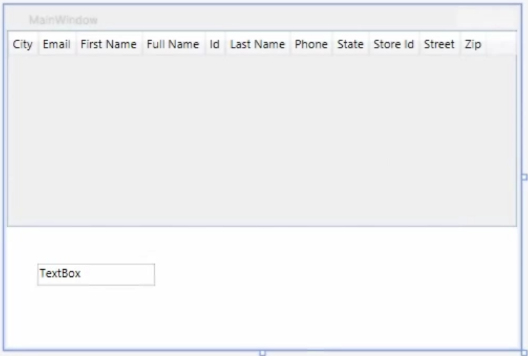 MainWindow
City Email First Name Full Name Id Last Name Phone State Store Id Street Zip
TextBox